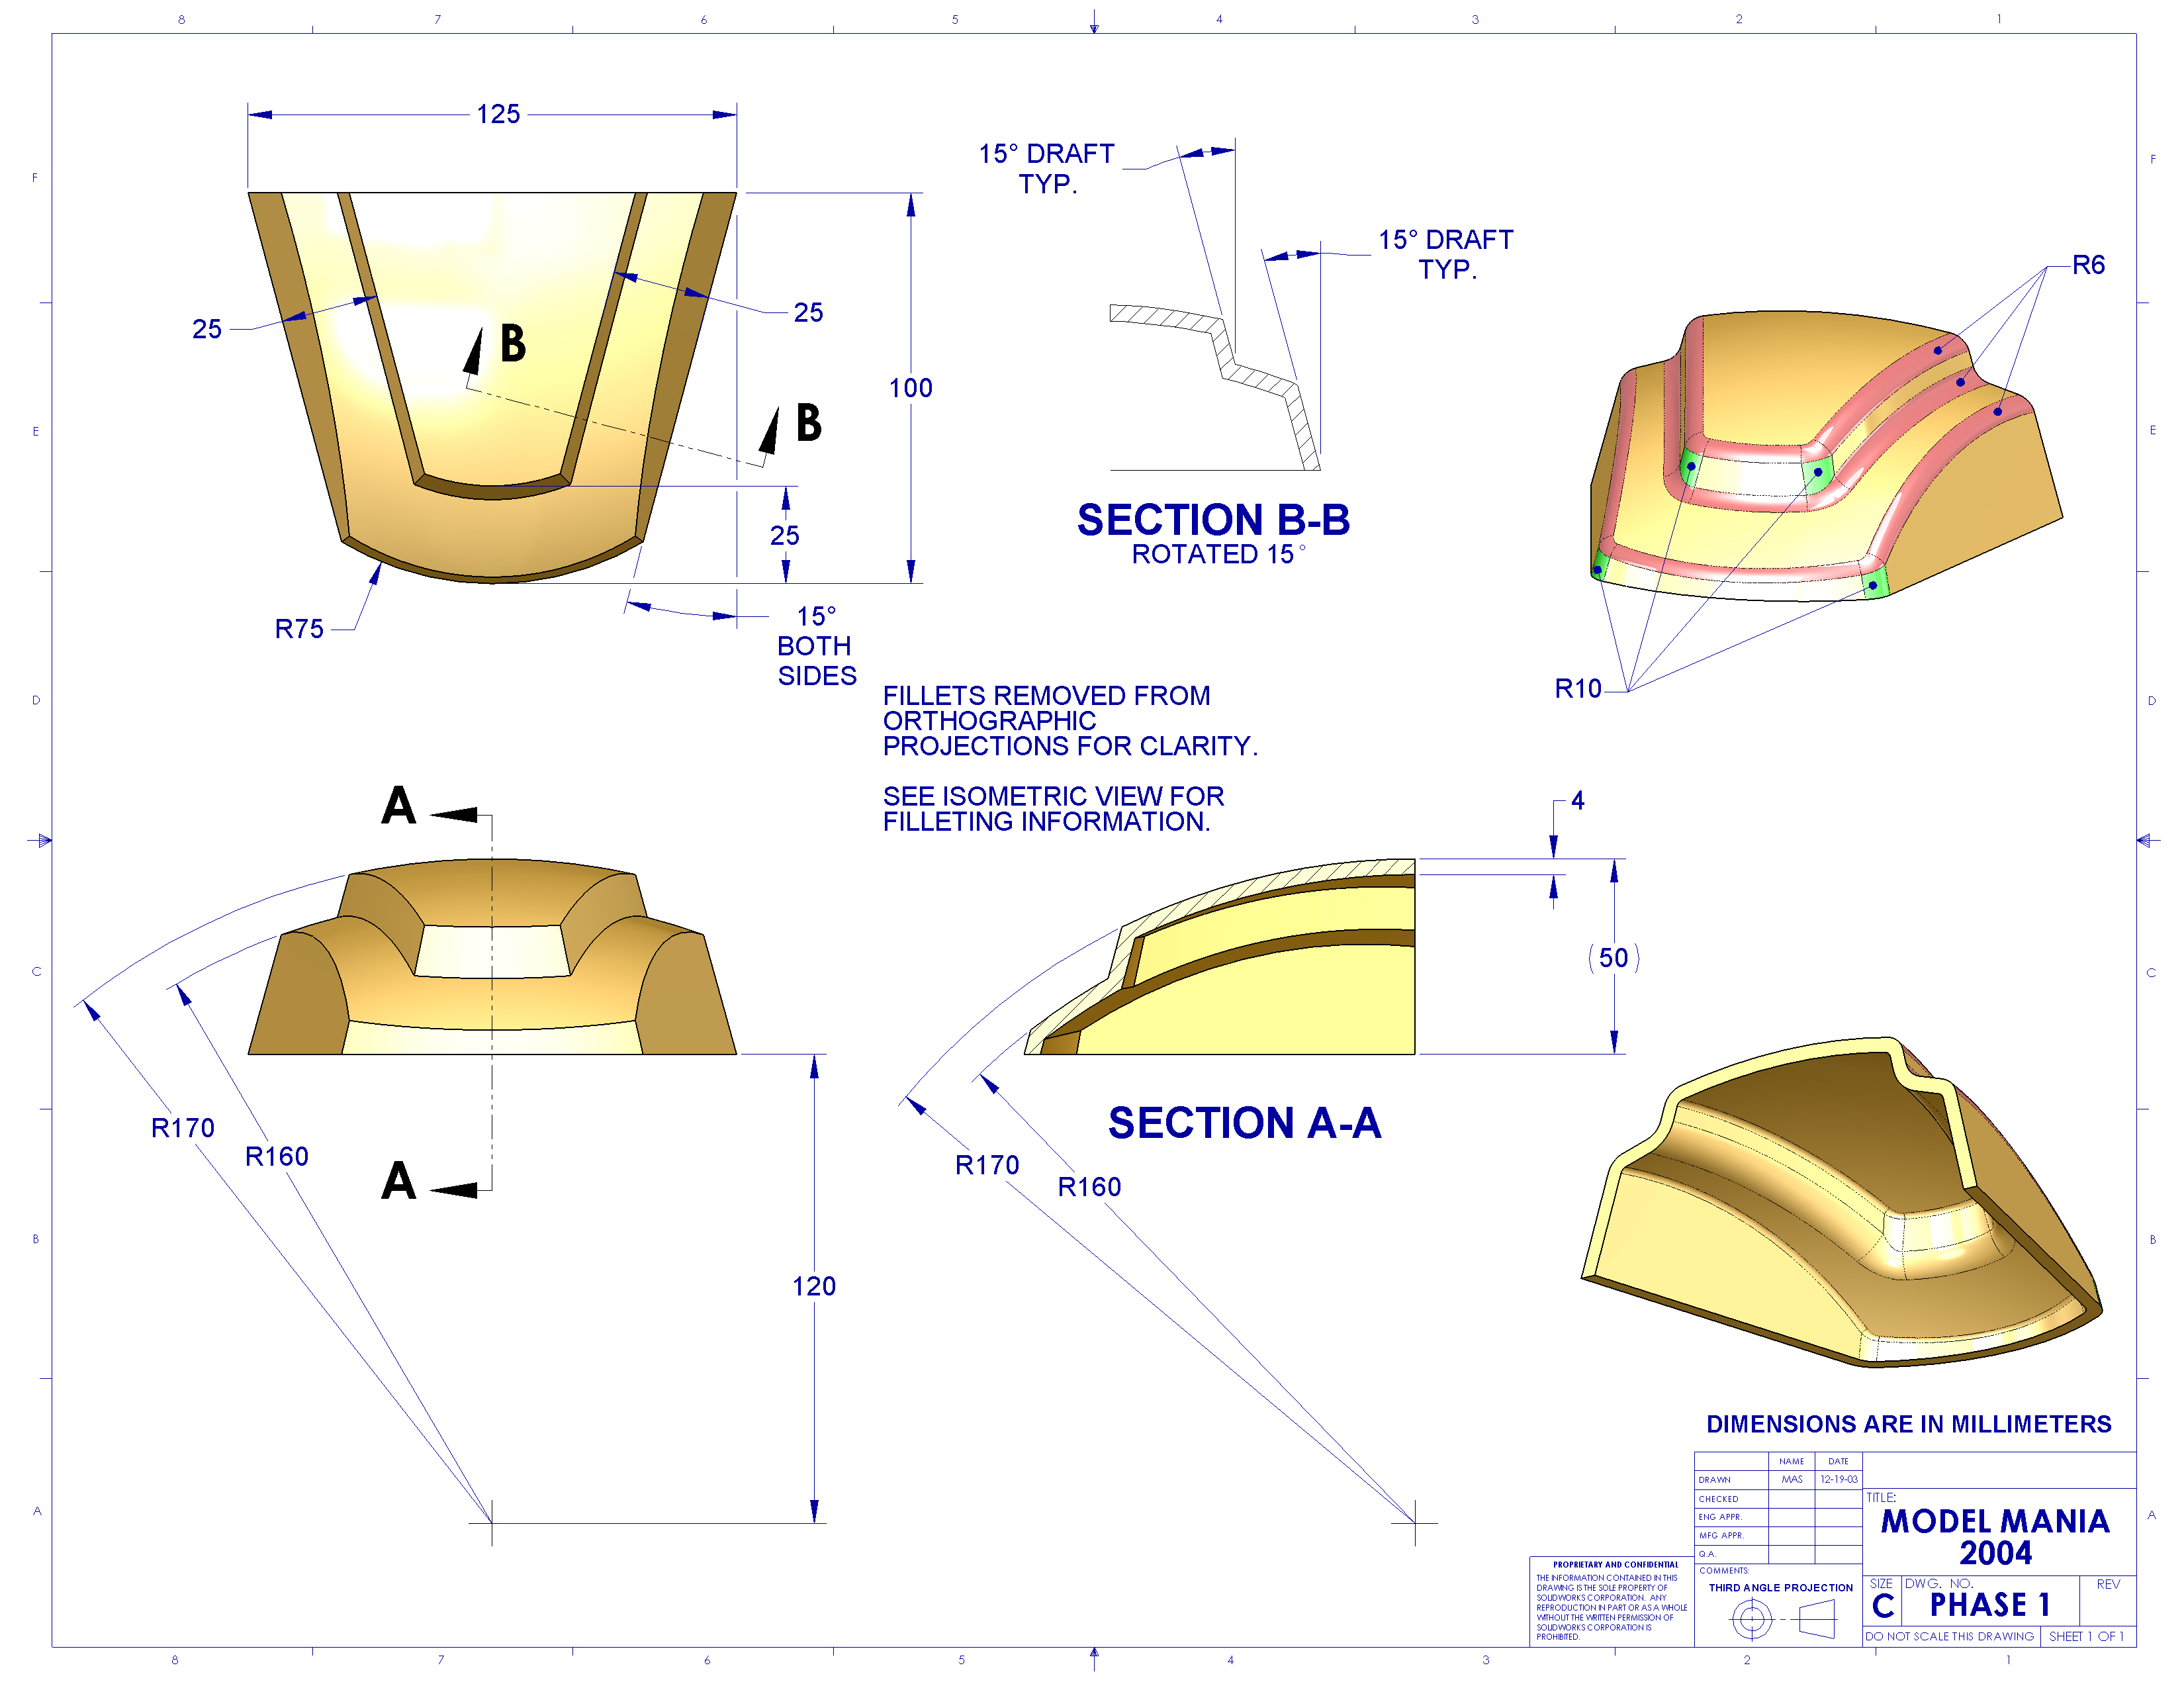 8 7 6 5 4 3 2 1
F
F
E
E
D
D
C
C
B
B
A
A
125
25
25
B
B
100
25
R75
15°
BOTH
SIDES
15° DRAFT
TYP.
15° DRAFT
TYP.
SECTION B-B
ROTATED 15°
R6
R10
FILLETS REMOVED FROM
ORTHOGRAPHIC
PROJECTIONS FOR CLARITY.
SEE ISOMETRIC VIEW FOR
FILLETING INFORMATION.
A
A
R170
R160
120
4
(50)
SECTION A-A
R170
R160
DIMENSIONS ARE IN MILLIMETERS
NAME DATE
DRAWN MAS 12-19-03
CHECKED
ENG APPR.
MFG APPR.
Q.A.
COMMENTS:
THIRD ANGLE PROJECTION
TITLE:
MODEL MANIA
2004
SIZE DWG. NO. REV
C PHASE 1
DO NOT SCALE THIS DRAWING SHEET 1 OF 1
PROPRIETARY AND CONFIDENTIAL
THE INFORMATION CONTAINED IN THIS
DRAWING IS THE SOLE PROPERTY OF
SOLIDWORKS CORPORATION. ANY
REPRODUCTION IN PART OR AS A WHOLE
WITHOUT THE WRITTEN PERMISSION OF
SOLIDWORKS CORPORATION IS
PROHIBITED.
8 7 6 5 4 3 2 1